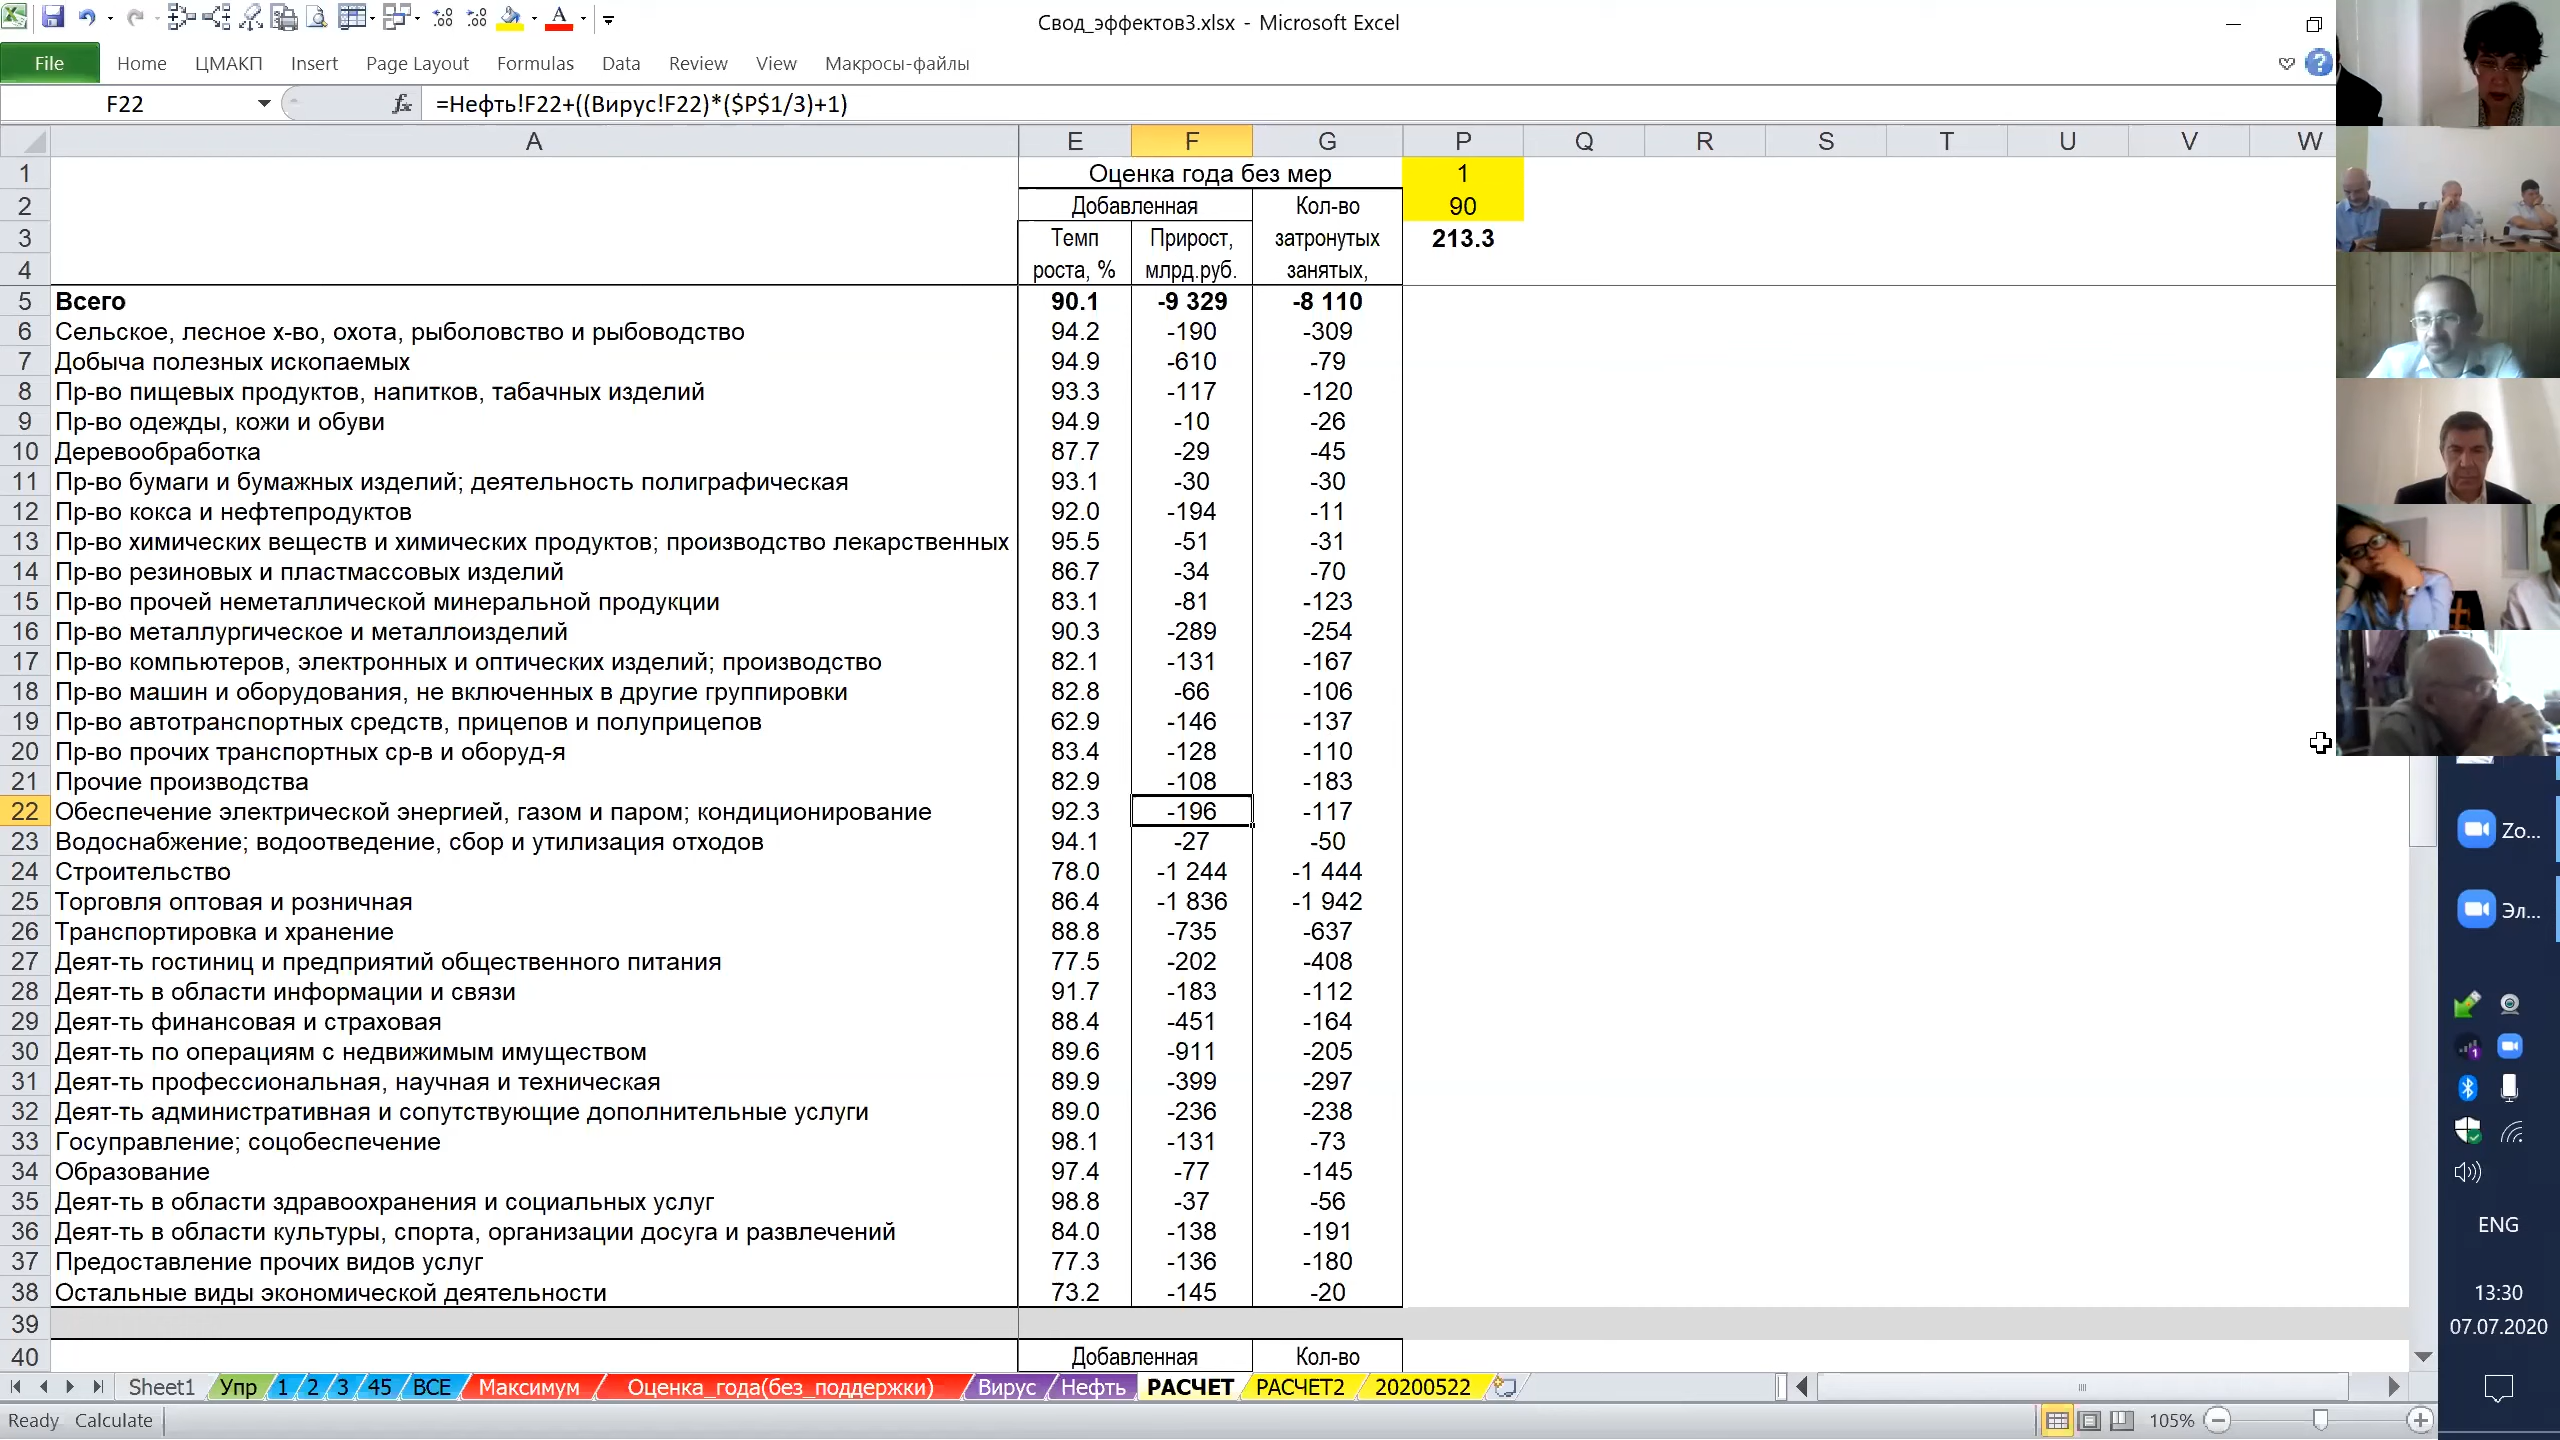 Свод_эффектов3.xlsx - Microsoft Excel
File Home ЦМАКП Insert Page Layout Formulas Data Review View Макросы-файлы
F22 fx =Нефть!F22+((Вирус!F22)*($P$1/3)+1)
A E F G P Q R S T U V W
1 Оценка года без мер 1
2 Добавленная Кол-во 90
3 Темп Прирост, затронутых 213.3
4 роста, % млрд.руб. занятых,
5 Всего 90.1 -9 329 -8 110
6 Сельское, лесное х-во, охота, рыболовство и рыбоводство 94.2 -190 -309
7 Добыча полезных ископаемых 94.9 -610 -79
8 Пр-во пищевых продуктов, напитков, табачных изделий 93.3 -117 -120
9 Пр-во одежды, кожи и обуви 94.9 -10 -26
10 Деревообработка 87.7 -29 -45
11 Пр-во бумаги и бумажных изделий; деятельность полиграфическая 93.1 -30 -30
12 Пр-во кокса и нефтепродуктов 92.0 -194 -11
13 Пр-во химических веществ и химических продуктов; производство лекарственных 95.5 -51 -31
14 Пр-во резиновых и пластмассовых изделий 86.7 -34 -70
15 Пр-во прочей неметаллической минеральной продукции 83.1 -81 -123
16 Пр-во металлургическое и металлоизделий 90.3 -289 -254
17 Пр-во компьютеров, электронных и оптических изделий; производство 82.1 -131 -167
18 Пр-во машин и оборудования, не включенных в другие группировки 82.8 -66 -106
19 Пр-во автотранспортных средств, прицепов и полуприцепов 62.9 -146 -137
20 Пр-во прочих транспортных ср-в и оборуд-я 83.4 -128 -110
21 Прочие производства 82.9 -108 -183
22 Обеспечение электрической энергией, газом и паром; кондиционирование 92.3 -196 -117
23 Водоснабжение; водоотведение, сбор и утилизация отходов 94.1 -27 -50
24 Строительство 78.0 -1 244 -1 444
25 Торговля оптовая и розничная 86.4 -1 836 -1 942
26 Транспортировка и хранение 88.8 -735 -637
27 Деят-ть гостиниц и предприятий общественного питания 77.5 -202 -408
28 Деят-ть в области информации и связи 91.7 -183 -112
29 Деят-ть финансовая и страховая 88.4 -451 -164
30 Деят-ть по операциям с недвижимым имуществом 89.6 -911 -205
31 Деят-ть профессиональная, научная и техническая 89.9 -399 -297
32 Деят-ть административная и сопутствующие дополнительные услуги 89.0 -236 -238
33 Госуправление; соцобеспечение 98.1 -131 -73
34 Образование 97.4 -77 -145
35 Деят-ть в области здравоохранения и социальных услуг 98.8 -37 -56
36 Деят-ть в области культуры, спорта, организации досуга и развлечений 84.0 -138 -191
37 Предоставление прочих видов услуг 77.3 -136 -180
38 Остальные виды экономической деятельности 73.2 -145 -20
39
40 Добавленная Кол-во
Sheet1 Упр 1 2 3 45 ВСЕ Максимум Оценка_года(без_поддержки) Вирус Нефть РАСЧЕТ РАСЧЕТ2 20200522
Ready Calculate 105%
Zo...
Эл...
1
ENG
13:30
07.07.2020